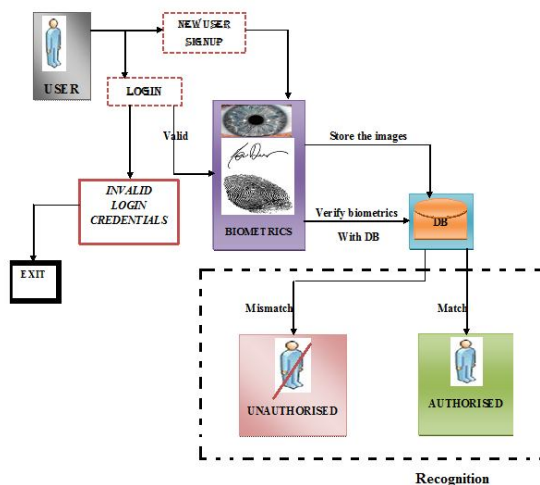 NEW USER
SIGNUP
USER
LOGIN
Valid
Store the images
INVALID
LOGIN
CREDENTIALS
BIOMETRICS
Verify biometrics
With DB
DB
EXIT
Mismatch
Match
UNAUTHORISED
AUTHORISED
Recognition